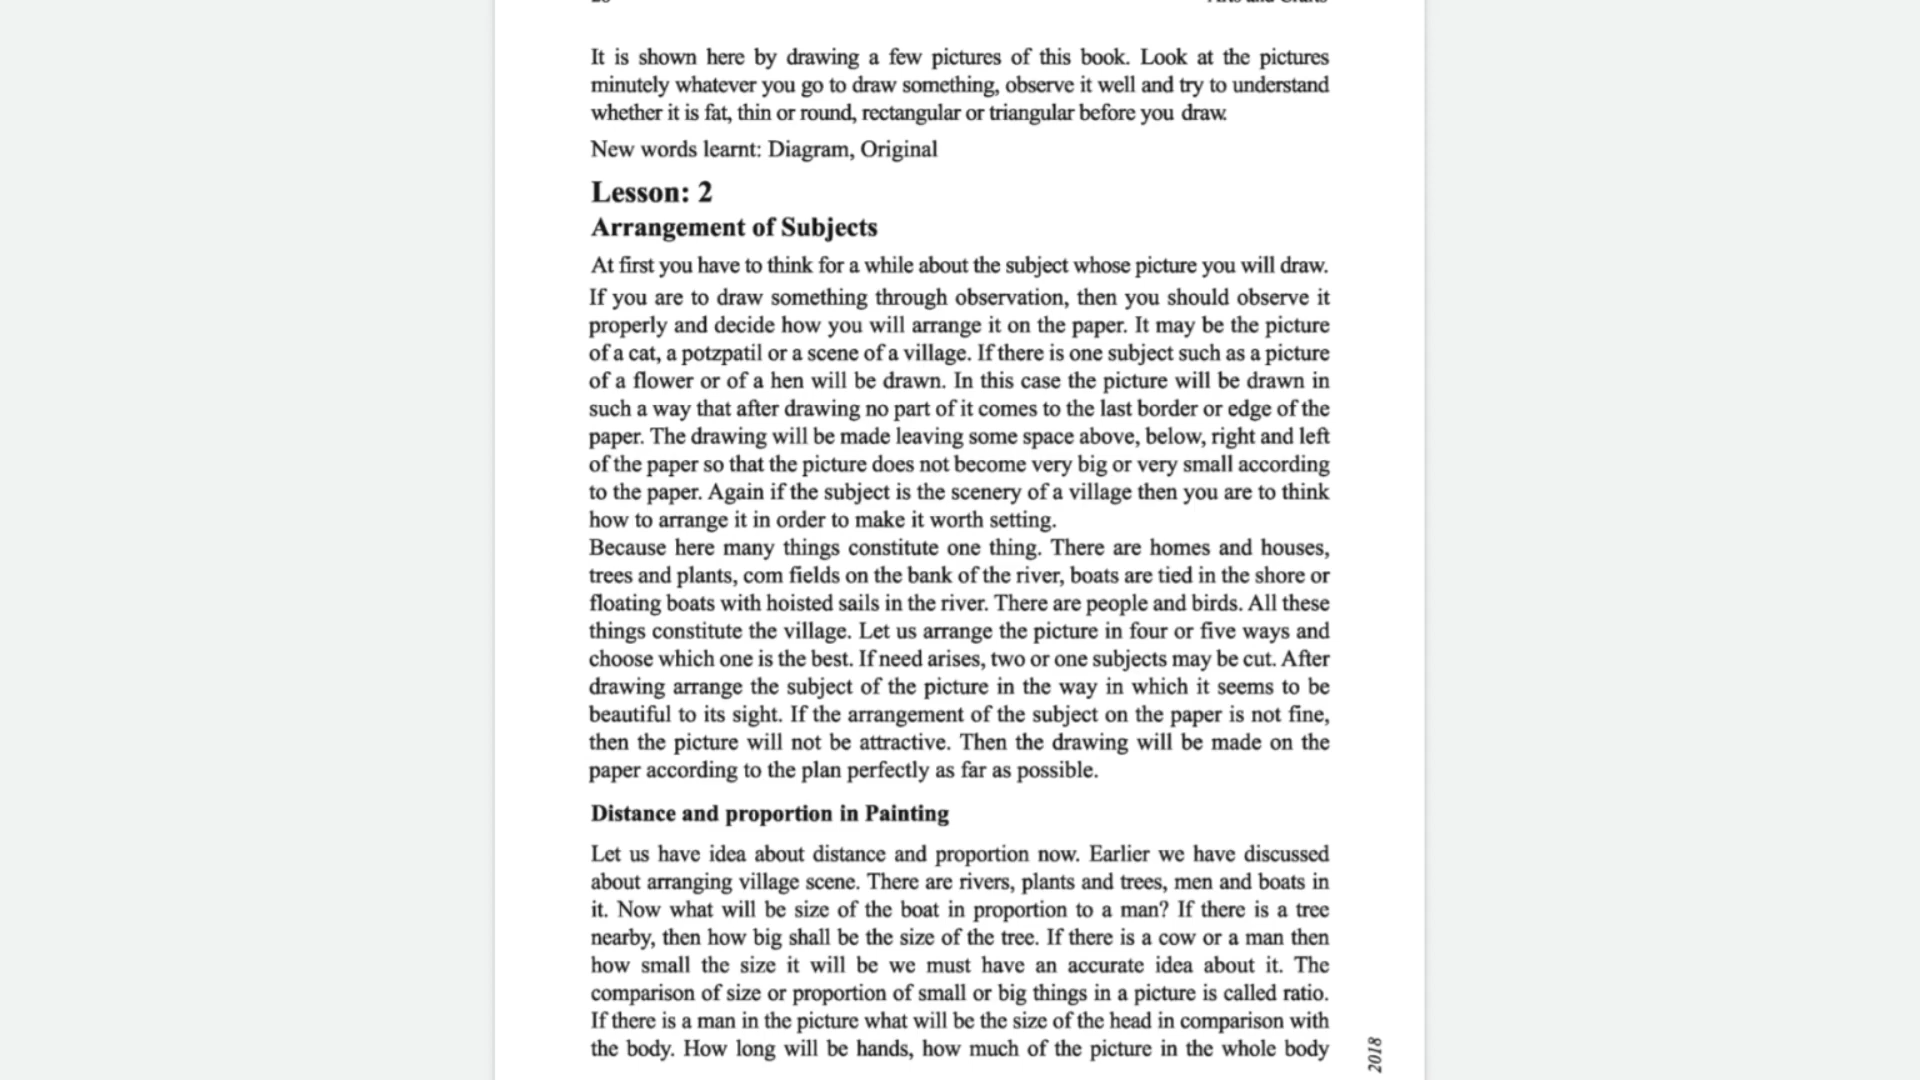 It is shown here by drawing a few pictures of this book. Look at the pictures
minutely whatever you go to draw something, observe it well and try to understand
whether it is fat, thin or round, rectangular or triangular before you draw.
New words learnt: Diagram, Original
Lesson: 2
Arrangement of Subjects
At first you have to think for a while about the subject whose picture you will draw.
If you are to draw something through observation, then you should observe it
properly and decide how you will arrange it on the paper. It may be the picture
of a cat, a potzpatil or a scene of a village. If there is one subject such as a picture
of a flower or of a hen will be drawn. In this case the picture will be drawn in
such a way that after drawing no part of it comes to the last border or edge of the
paper. The drawing will be made leaving some space above, below, right and left
of the paper so that the picture does not become very big or very small according
to the paper. Again if the subject is the scenery of a village then you are to think
how to arrange it in order to make it worth setting.
Because here many things constitute one thing. There are homes and houses,
trees and plants, com fields on the bank of the river, boats are tied in the shore or
floating boats with hoisted sails in the river. There are people and birds. All these
things constitute the village. Let us arrange the picture in four or five ways and
choose which one is the best. If need arises, two or one subjects may be cut. After
drawing arrange the subject of the picture in the way in which it seems to be
beautiful to its sight. If the arrangement of the subject on the paper is not fine,
then the picture will not be attractive. Then the drawing will be made on the
paper according to the plan perfectly as far as possible.
Distance and proportion in Painting
Let us have idea about distance and proportion now. Earlier we have discussed
about arranging village scene. There are rivers, plants and trees, men and boats in
it. Now what will be size of the boat in proportion to a man? If there is a tree
nearby, then how big shall be the size of the tree. If there is a cow or a man then
how small the size it will be we must have an accurate idea about it. The
comparison of size or proportion of small or big things in a picture is called ratio.
If there is a man in the picture what will be the size of the head in comparison with
the body. How long will be hands, how much of the picture in the whole body
2018